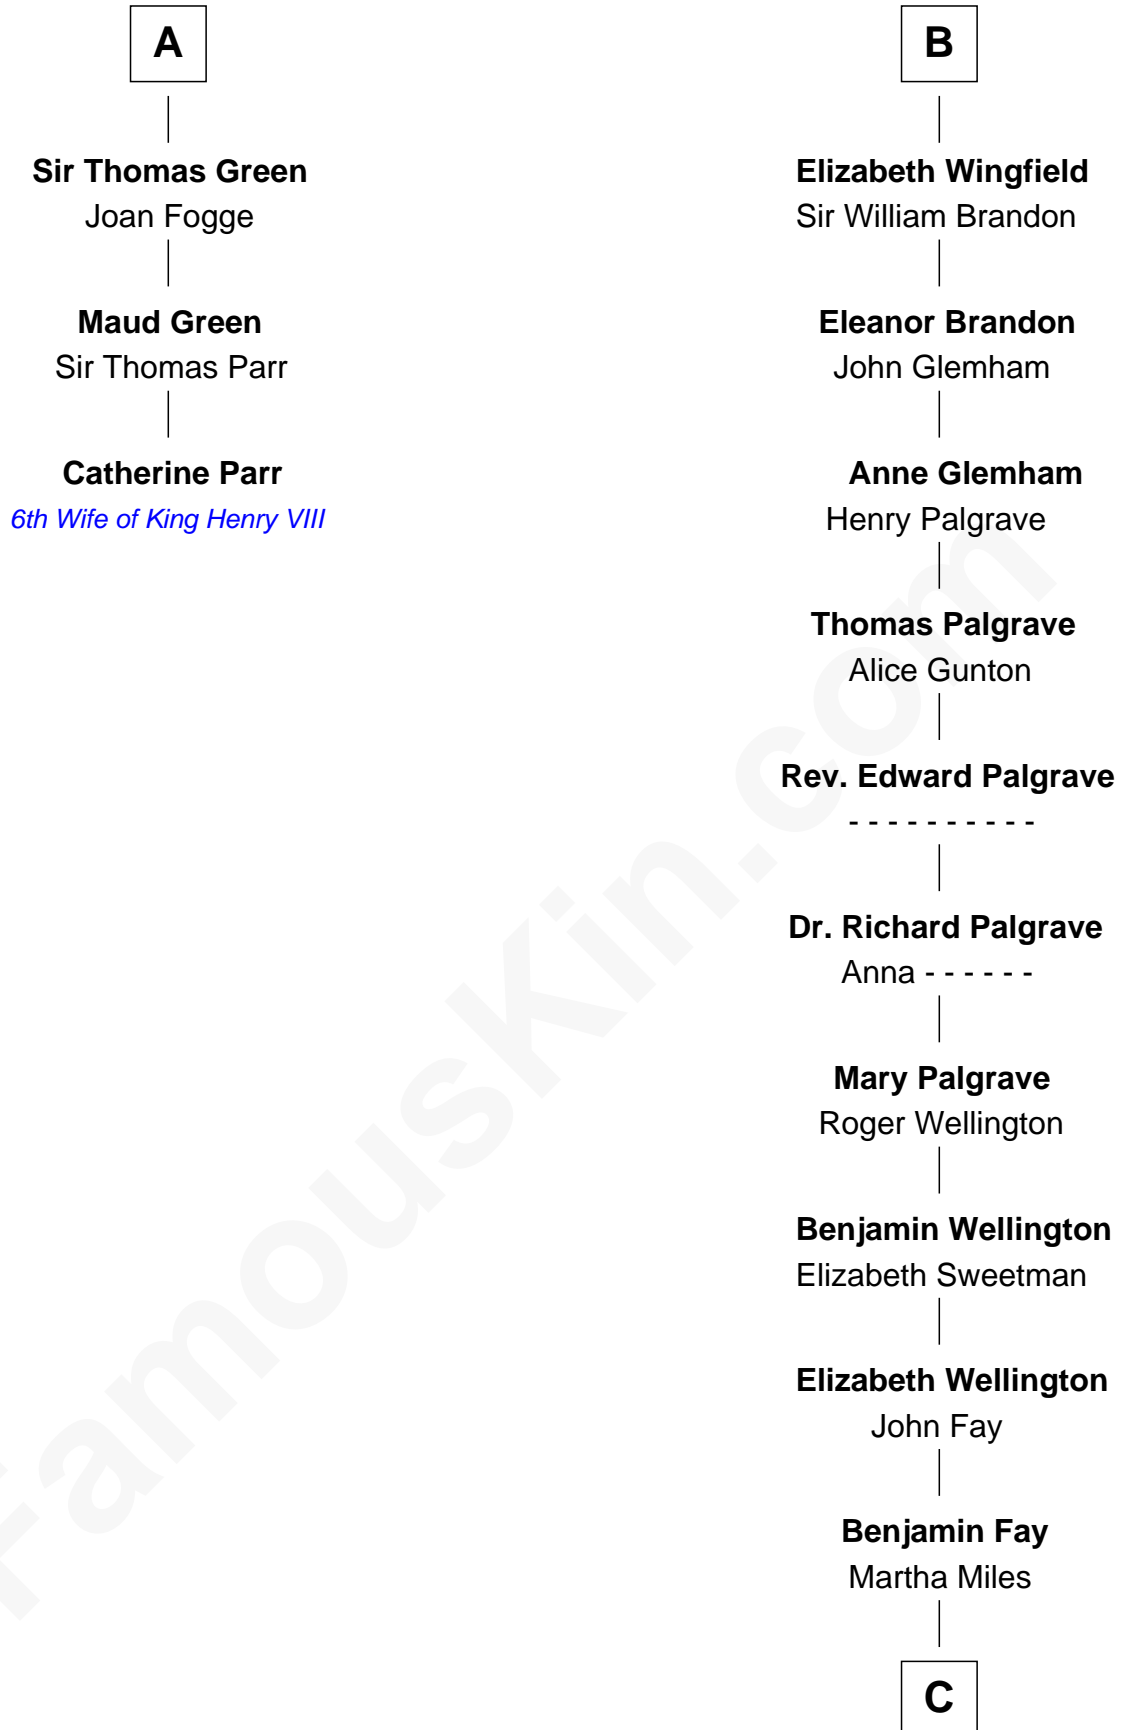 A
Sir Thomas Green
Joan Fogge
Maud Green
Sir Thomas Parr
Catherine Parr
6th Wife of King Henry VIII
B
Elizabeth Wingfield
Sir William Brandon
Eleanor Brandon
John Glemham
Anne Glemham
Henry Palgrave
Thomas Palgrave
Alice Gunton
Rev. Edward Palgrave
- - - - - - - - - -
Dr. Richard Palgrave
Anna - - - - - -
Mary Palgrave
Roger Wellington
Benjamin Wellington
Elizabeth Sweetman
Elizabeth Wellington
John Fay
Benjamin Fay
Martha Miles
C
FamousKin.com